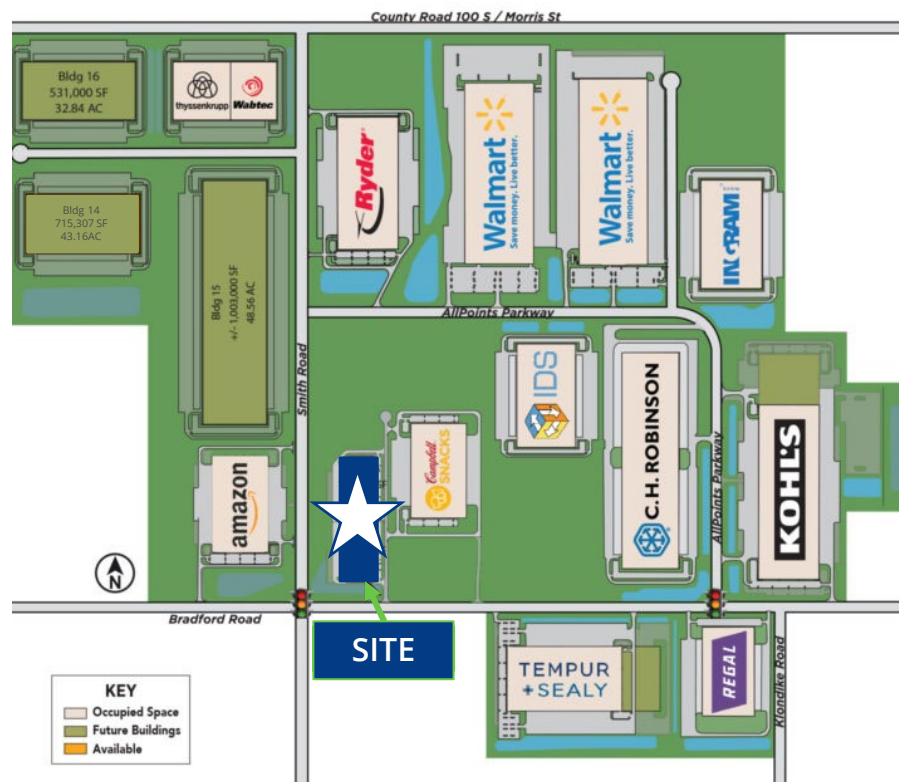 County Road 100 S / Morris St
Bldg 16
531,000 SF
32.84 AC
thyssenkrupp
Wabtec
Ryder
Walmart
Save money. Live better.
Walmart
Save money. Live better.
INGRAM
Bldg 14
715,307 SF
43.16AC
Bldg 15
+/- 1,003,000 SF
48.56 AC
AllPoints Parkway
Smith Road
IDS
C.H. ROBINSON
AllPoints Parkway
KOHL'S
Campbell
SNACKS
amazon
N
Bradford Road
SITE
TEMPUR
+SEALY
REGAL
Klondike Road
KEY
Occupied Space
Future Buildings
Available